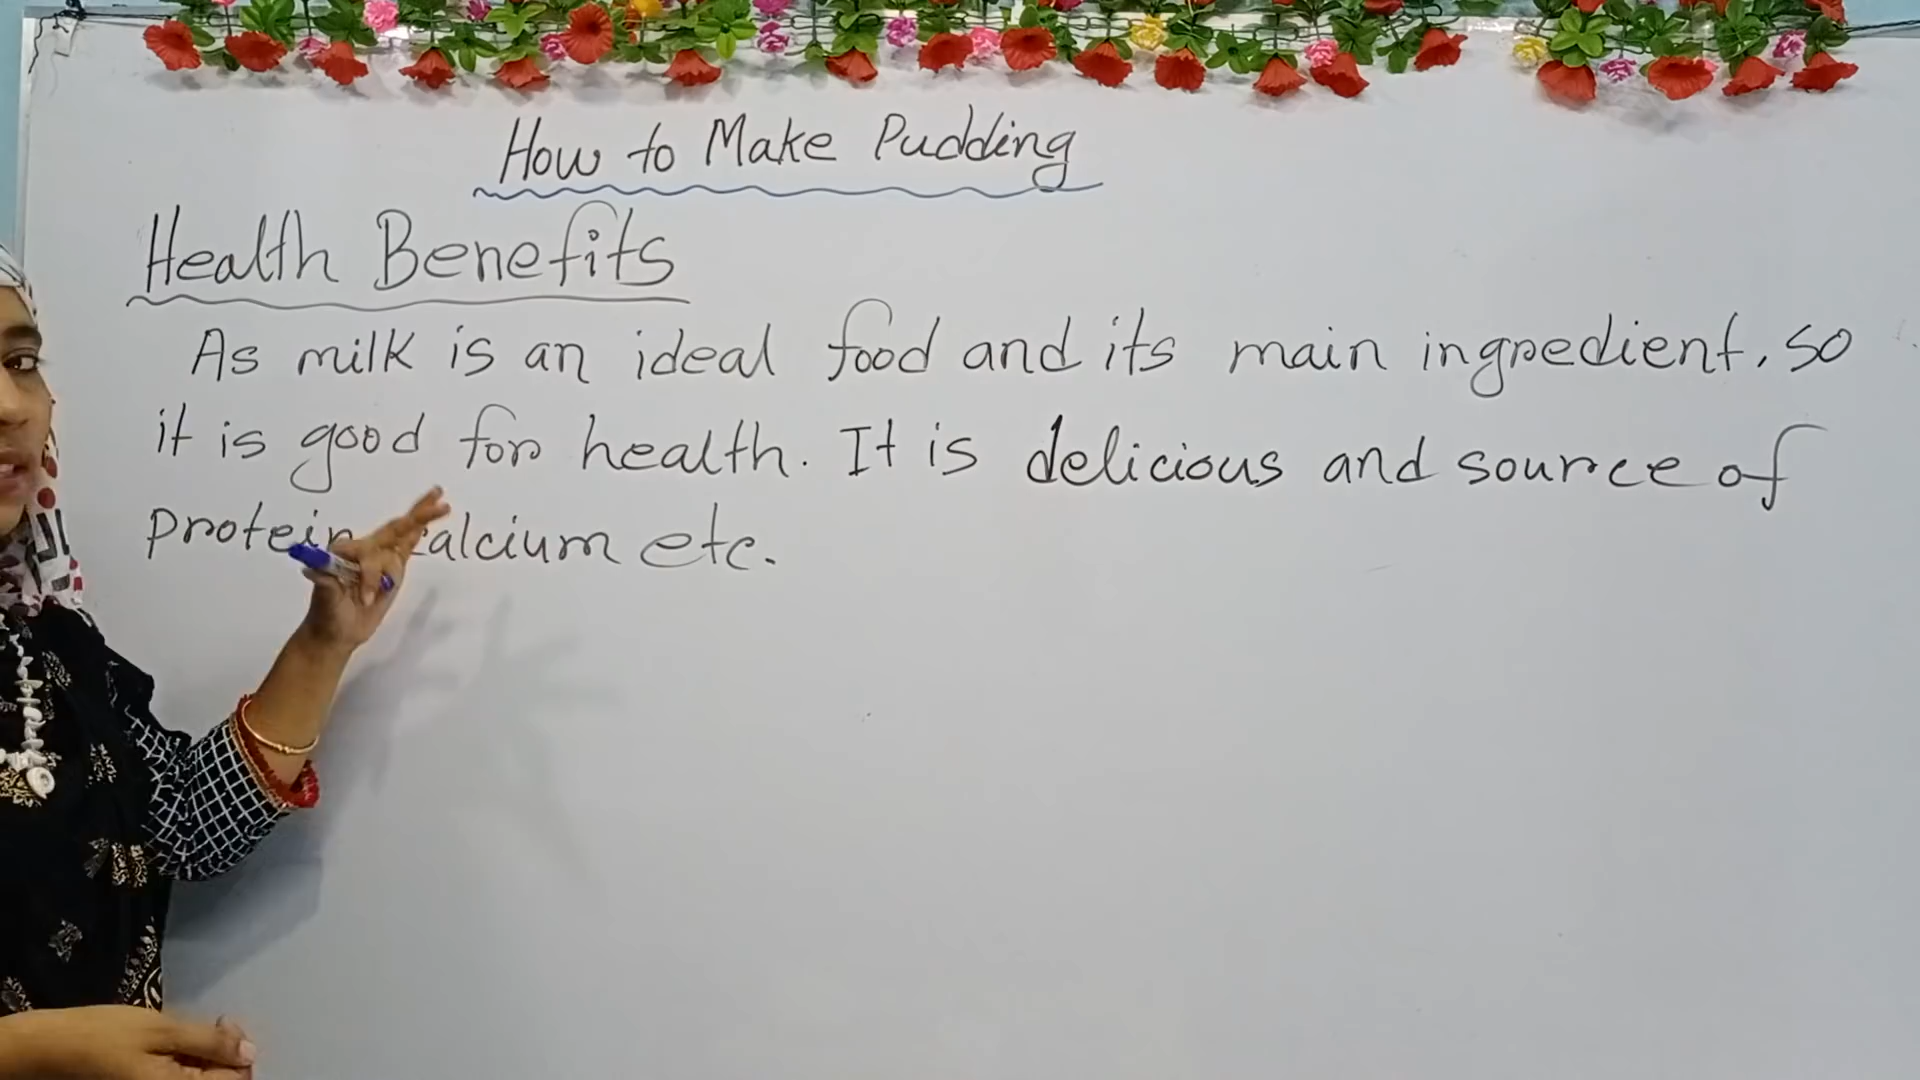 How to Make Pudding
Health Benefits
As milk is an ideal food and its main ingredient. so
it is good for health. It is delicious and source of
protein calcium etc.